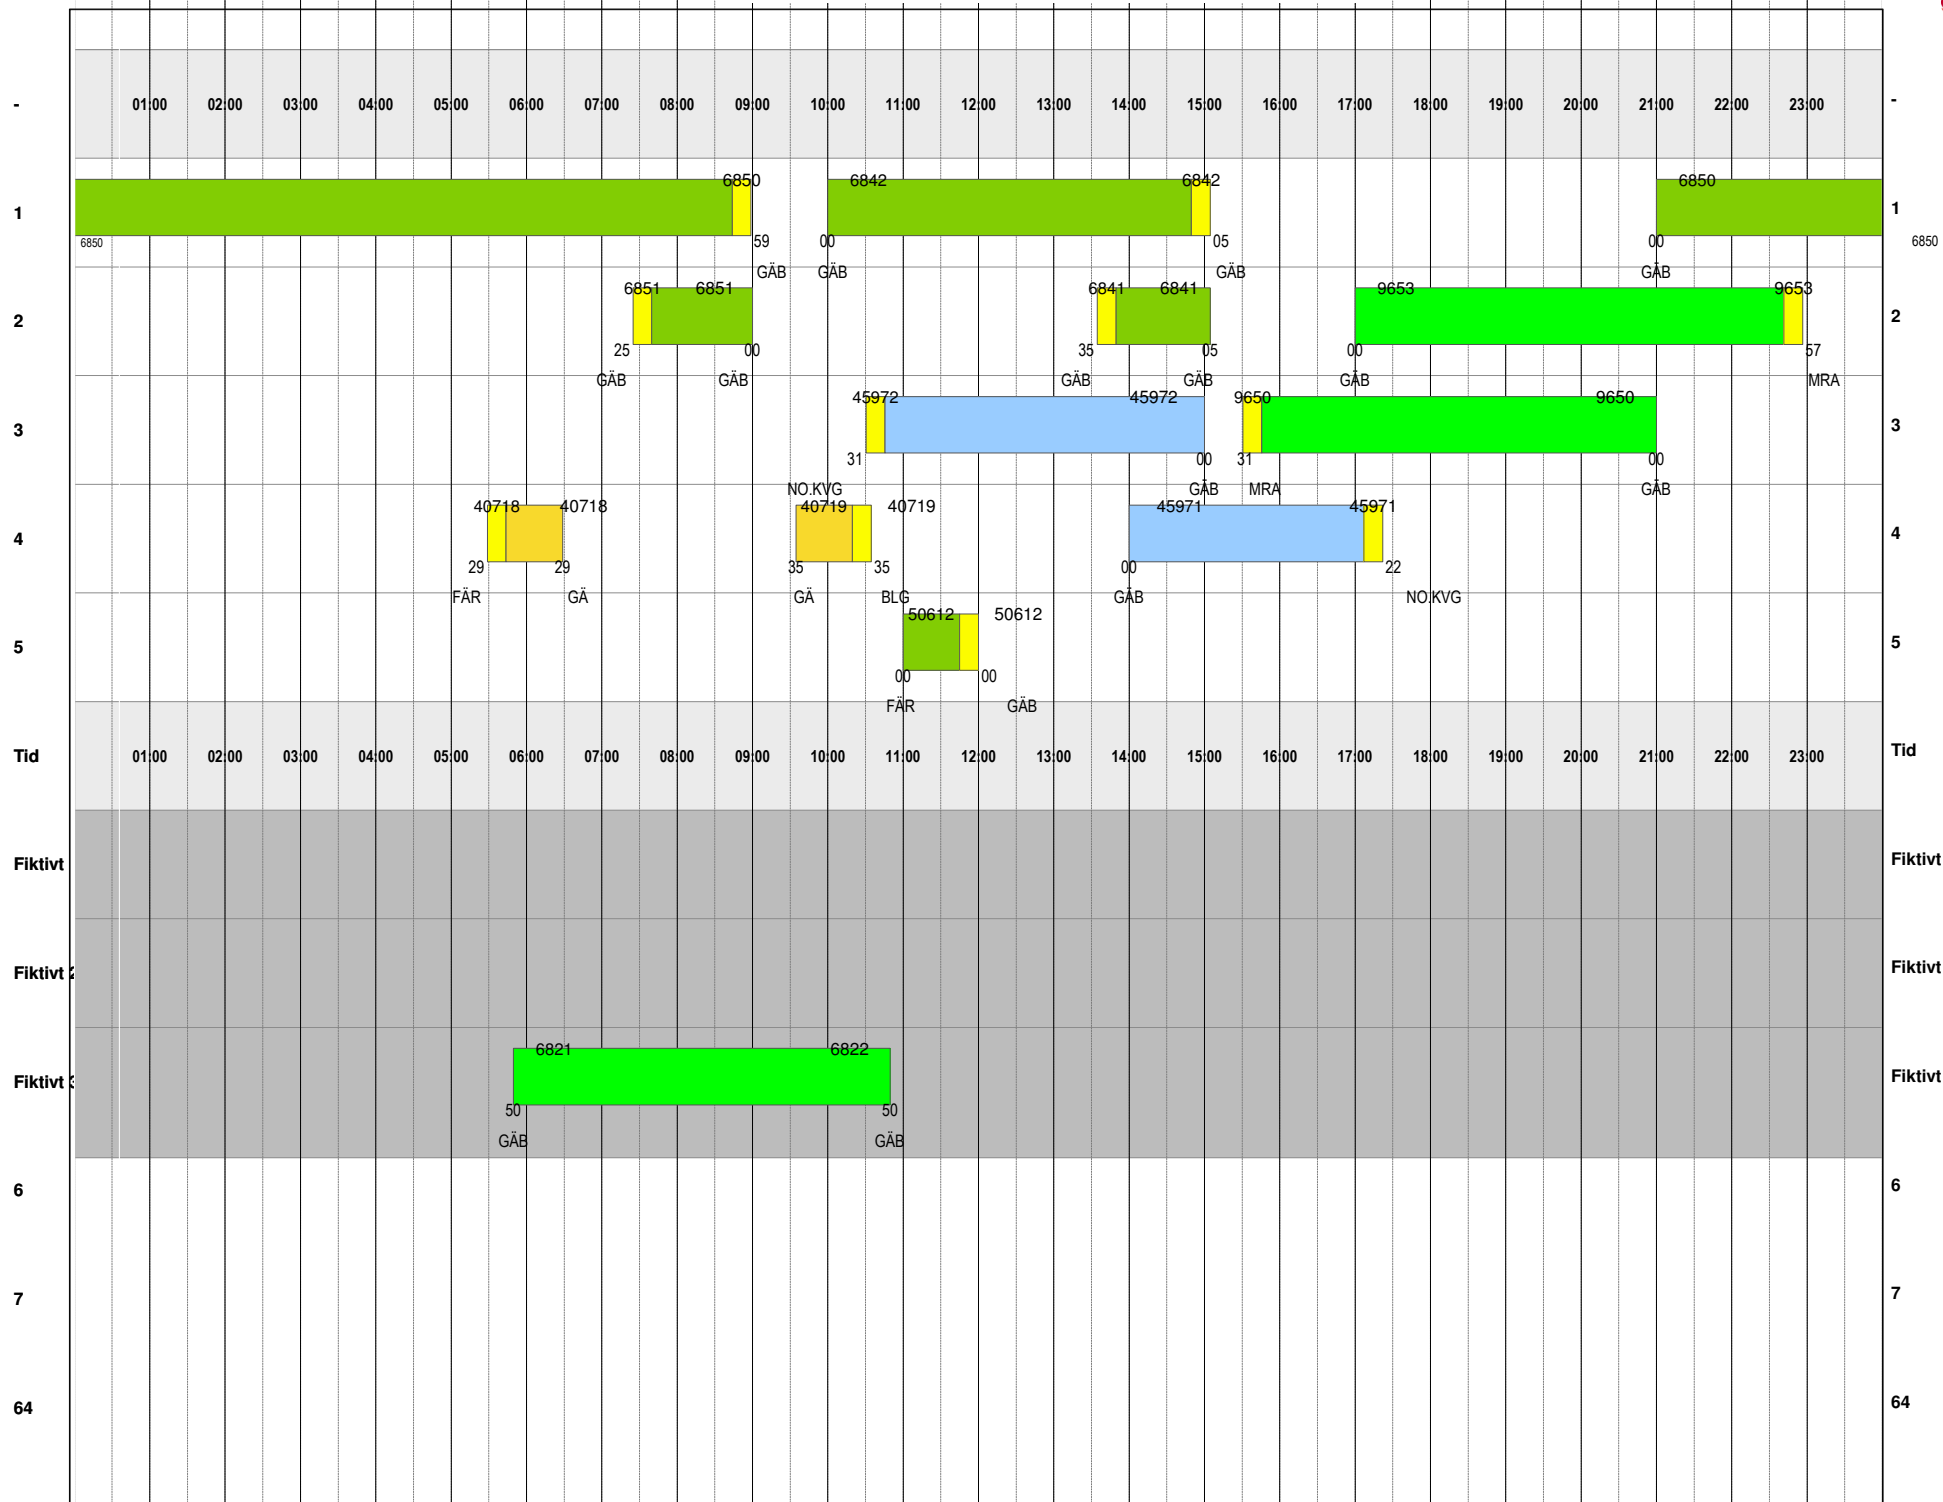 - 01:00 02:00 03:00 04:00 05:00 06:00 07:00 08:00 09:00 10:00 11:00 12:00 13:00 14:00 15:00 16:00 17:00 18:00 19:00 20:00 21:00 22:00 23:00 -
6850 6842 6842 6850
1 1
6850 59 00 05 00 6850
GÄB GÄB GÄB GÄB
6851 6851 6841 6841 9653 9653
2 2
25 00 35 05 00 57
GÄB GÄB GÄB GÄB GÄB MRA
45972 45972 9650 9650
3 3
31 00 31 00
NO.KVG GÄB MRA GÄB
40718 40718 40719 40719 45971 45971
4 4
29 29 35 35 00 22
FÄR GÄ GÄ BLG GÄB NO.KVG
50612 50612
5 5
00 00
FÄR GÄB
Tid 01:00 02:00 03:00 04:00 05:00 06:00 07:00 08:00 09:00 10:00 11:00 12:00 13:00 14:00 15:00 16:00 17:00 18:00 19:00 20:00 21:00 22:00 23:00 Tid
Fiktivt Fiktivt
Fiktivt 2 Fiktivt
6821 6822
Fiktivt 3 Fiktivt
50 50
GÄB GÄB
6 6
7 7
64 64